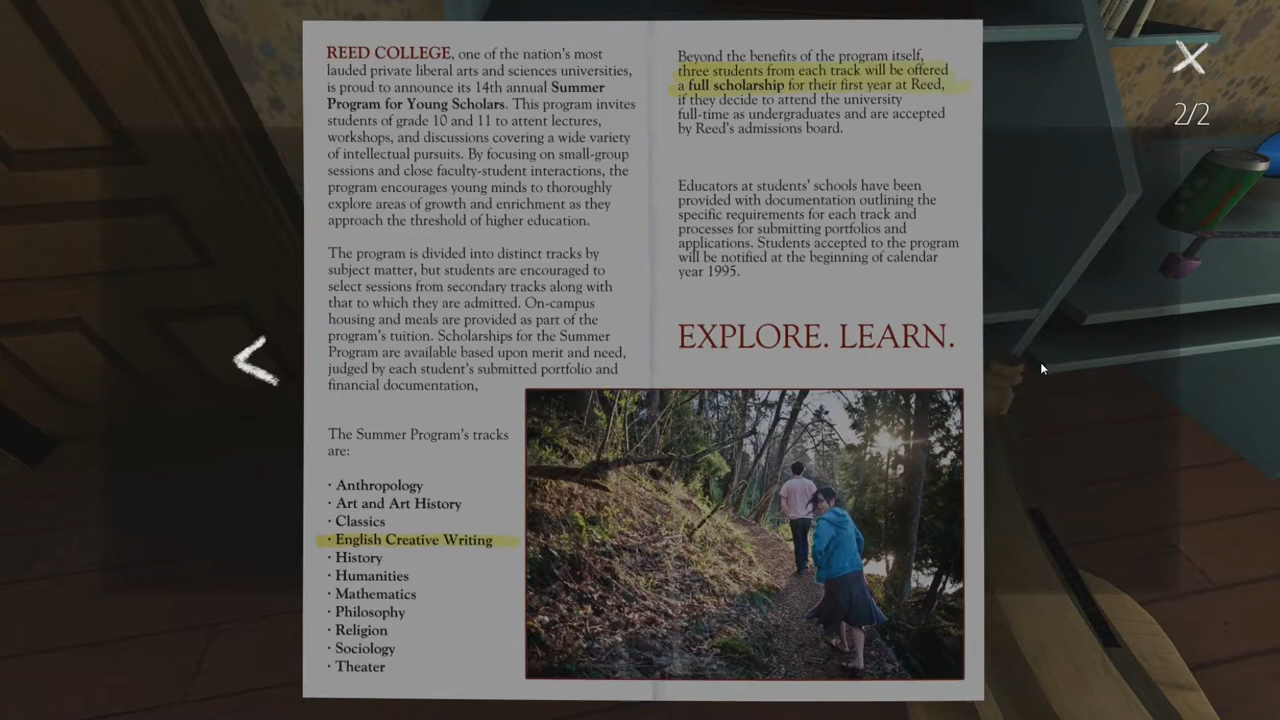 REED COLLEGE, one of the nation's most
lauded private liberal arts and sciences universities,
is proud to announce its 14th annual Summer
Program for Young Scholars. This program invites
students of grade 10 and 11 to attent lectures,
workshops, and discussions covering a wide variety
of intellectual pursuits. By focusing on small-group
sessions and close faculty-student interactions, the
program encourages young minds to thoroughly
explore areas of growth and enrichment as they
approach the threshold of higher education.
The program is divided into distinct tracks by
subject matter, but students are encouraged to
select sessions from secondary tracks along with
that to which they are admitted. On-campus
housing and meals are provided as part of the
program's tuition. Scholarships for the Summer
Program are available based upon merit and need,
judged by each student's submitted portfolio and
financial documentation,
The Summer Program's tracks
are:
· Anthropology
· Art and Art History
· Classics
· English Creative Writing
· History
· Humanities
· Mathematics
· Philosophy
· Religion
· Sociology
· Theater
Beyond the benefits of the program itself,
three students from each track will be offered
a full scholarship for their first year at Reed,
if they decide to attend the university
full-time as undergraduates and are accepted
by Reed's admissions board.
Educators at students' schools have been
provided with documentation outlining the
specific requirements for each track and
processes for submitting portfolios and
applications. Students accepted to the program
will be notified at the beginning of calendar
year 1995.
EXPLORE. LEARN.
2/2